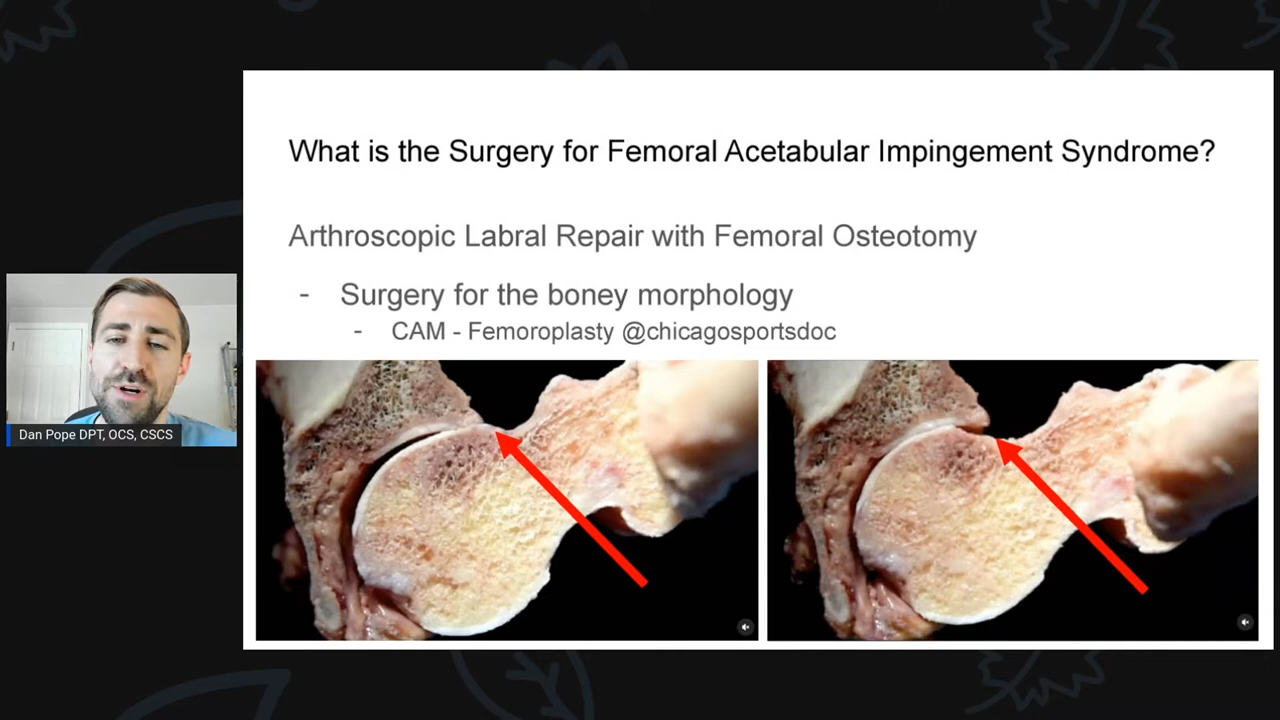 What is the Surgery for Femoral Acetabular Impingement Syndrome?
Arthroscopic Labral Repair with Femoral Osteotomy
- Surgery for the boney morphology
- CAM - Femoroplasty @chicagosportsdoc
Dan Pope DPT, OCS, CSCS